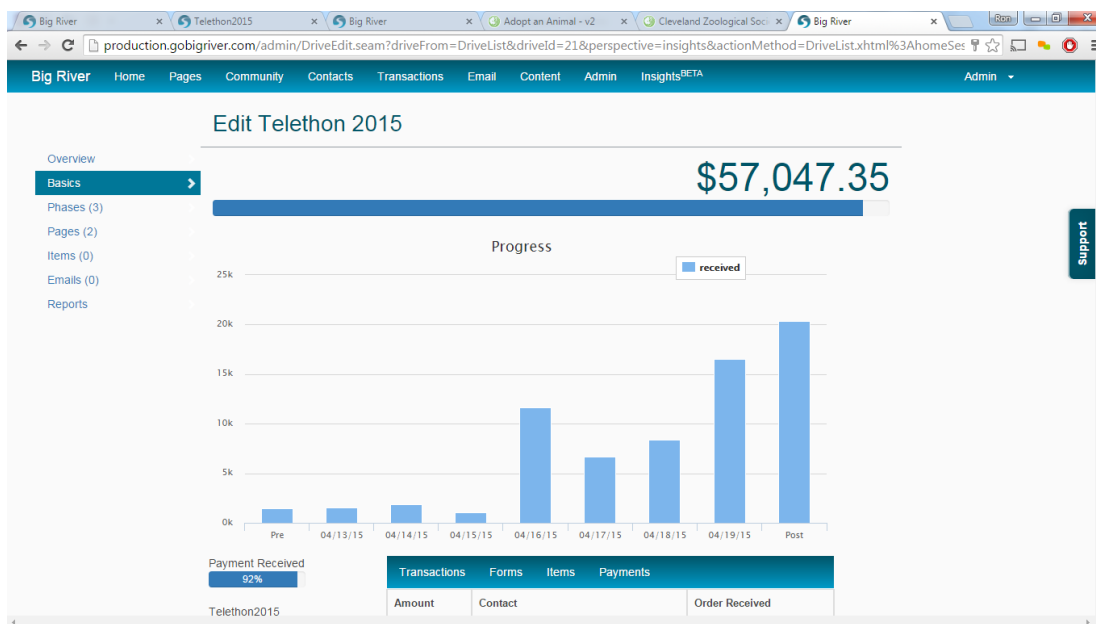 Big River
Telethon2015
Big River
Adopt an Animal - v2
Cleveland Zoological Soci
Big River
Ron
production.gobigriver.com/admin/DriveEdit.seam?driveFrom=DriveList&driveId=21&perspective=insights&actionMethod=DriveList.xhtml%3AhomeSes
Big River Home Pages Community Contacts Transactions Email Content Admin InsightsBETA Admin
Edit Telethon 2015
Overview
Basics
Phases (3)
Pages (2)
Items (0)
Emails (0)
Reports
$57,047.35
Support
Progress
received
25k
20k
15k
10k
5k
0k
Pre 04/13/15 04/14/15 04/15/15 04/16/15 04/17/15 04/18/15 04/19/15 Post
Payment Received
92%
Telethon2015
Transactions Forms Items Payments
Amount Contact Order Received